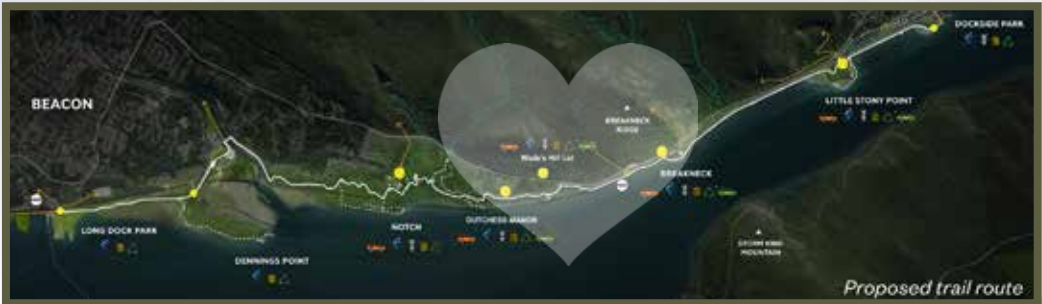 DOCKSIDE PARK
BEACON
LITTLE STONY POINT
BREAKNECK
RIDGE
Wade's Hill Lot
BREAKNECK
LONG DOCK PARK
NOTCH
DUTCHESS MANOR
DENNINGS POINT
STORM KING
MOUNTAIN
Proposed trail route